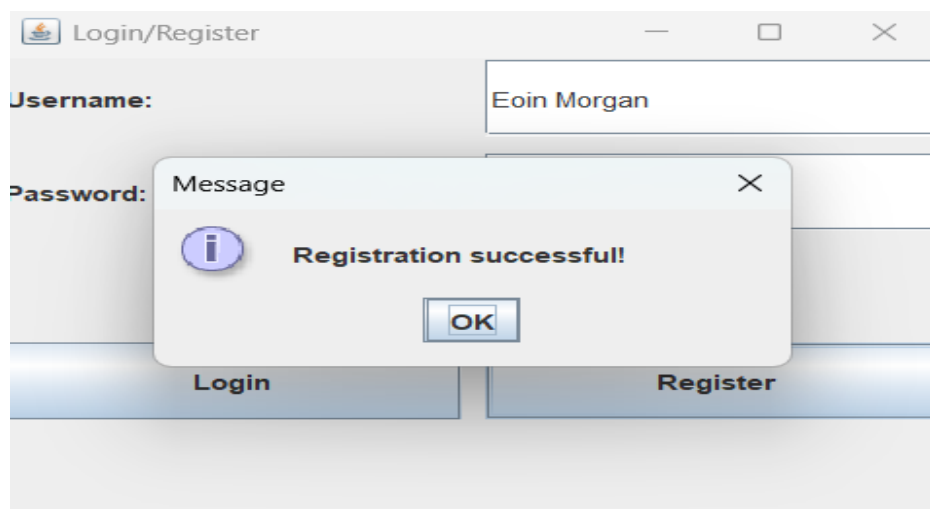 Login/Register
Username:
Eoin Morgan
Password:
Message
Registration successful!
OK
Login
Register